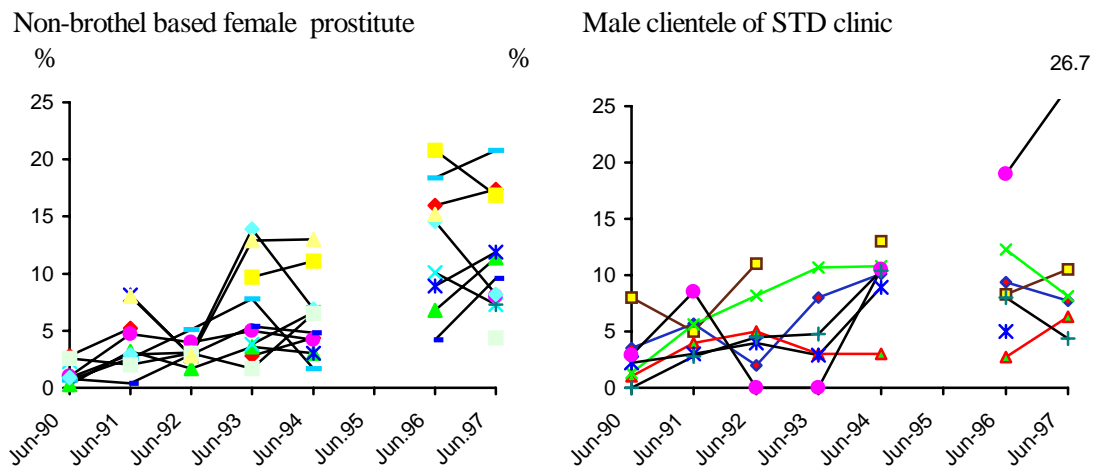 Non-brothel based female prostitute
%
25
20
15
10
5
0
Jun-90
Jun-91
Jun-92
Jun-93
Jun-94
Jun.95
Jun.96
Jun.97
Male clientele of STD clinic
%
26.7
25
20
15
10
5
0
Jun-90
Jun-91
Jun-92
Jun-93
Jun-94
Jun-95
Jun-96
Jun-97